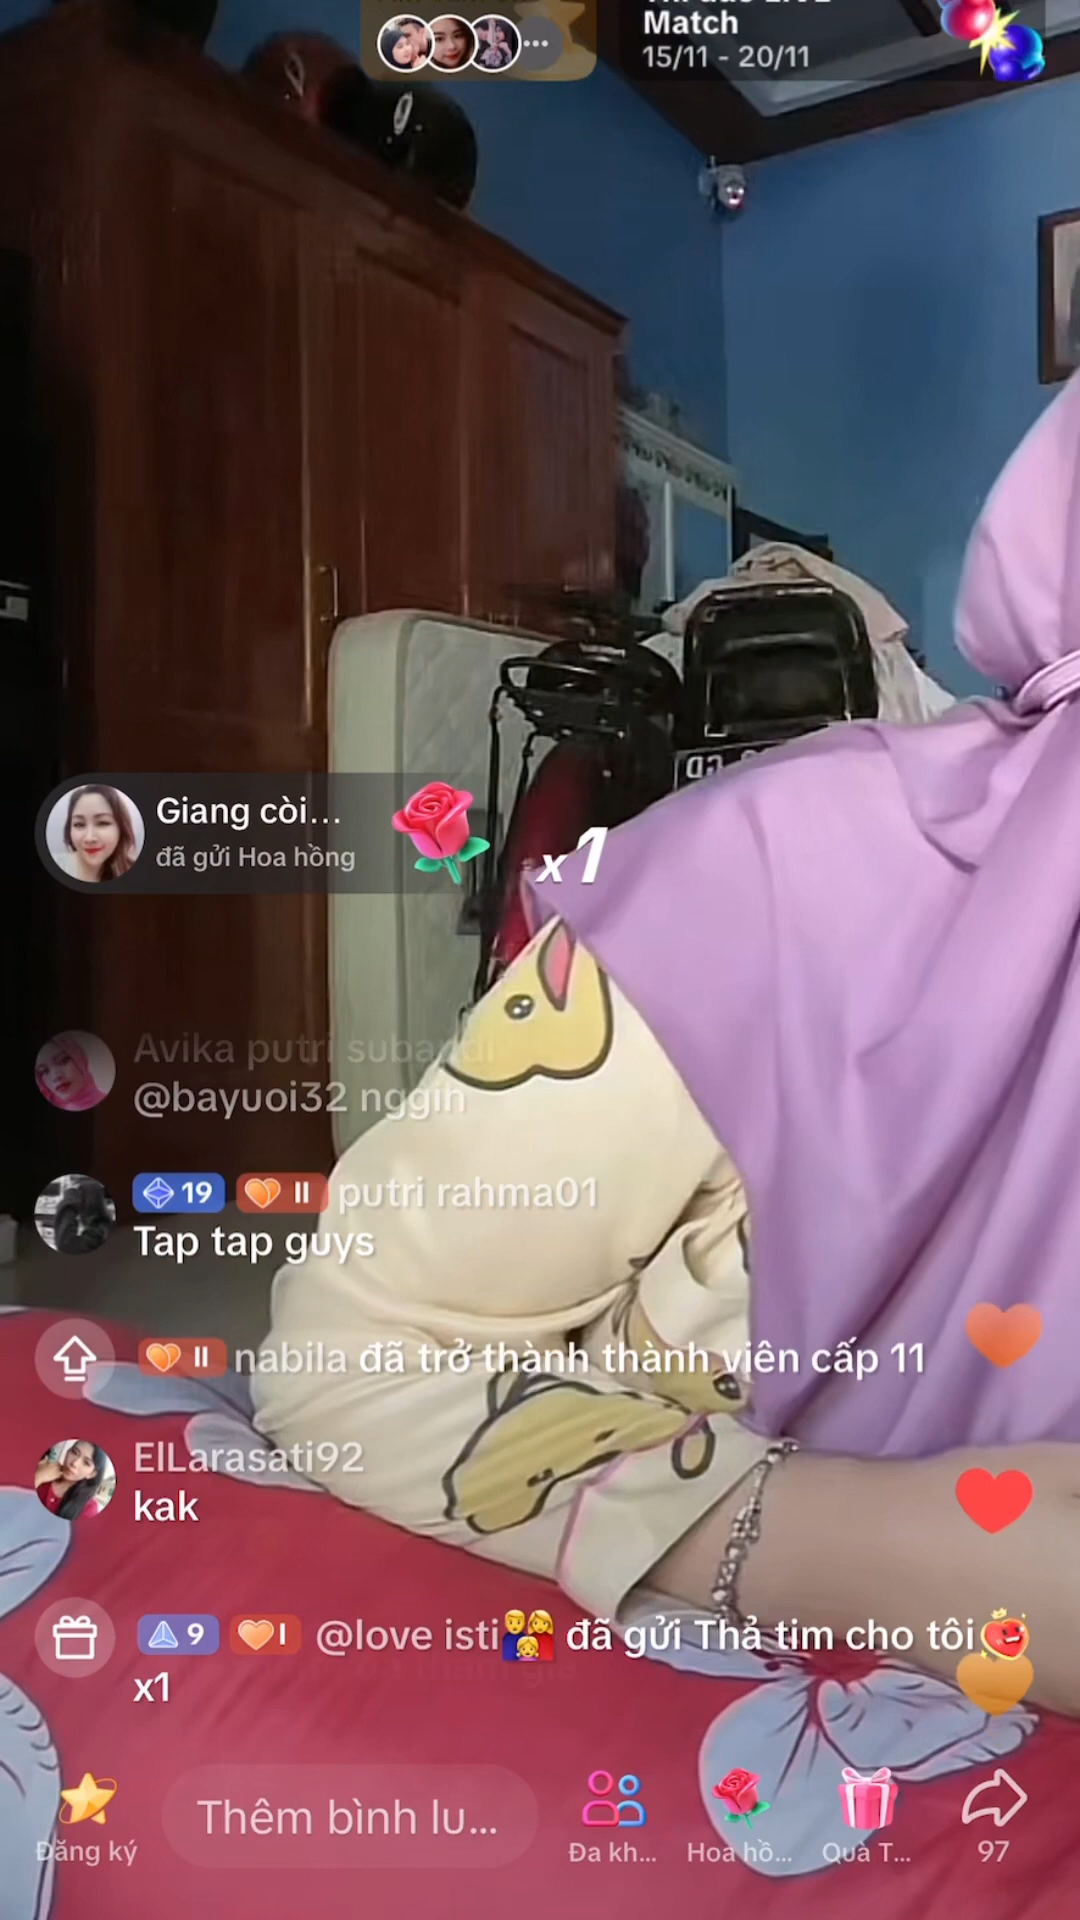 Match
15/11 - 20/11
Giang còi...
đã gửi Hoa hồng
x1
Avika putri subandi
@bayuoi32 nggih
19 II putri rahma01
Tap tap guys
II nabila đã trở thành thành viên cấp 11
ElLarasati92
kak
9 I @love isti đã gửi Thả tim cho tôi
x1
Thêm bình lu...
Đăng ký
Đa kh...
Hoa hồ...
Quà T...
97